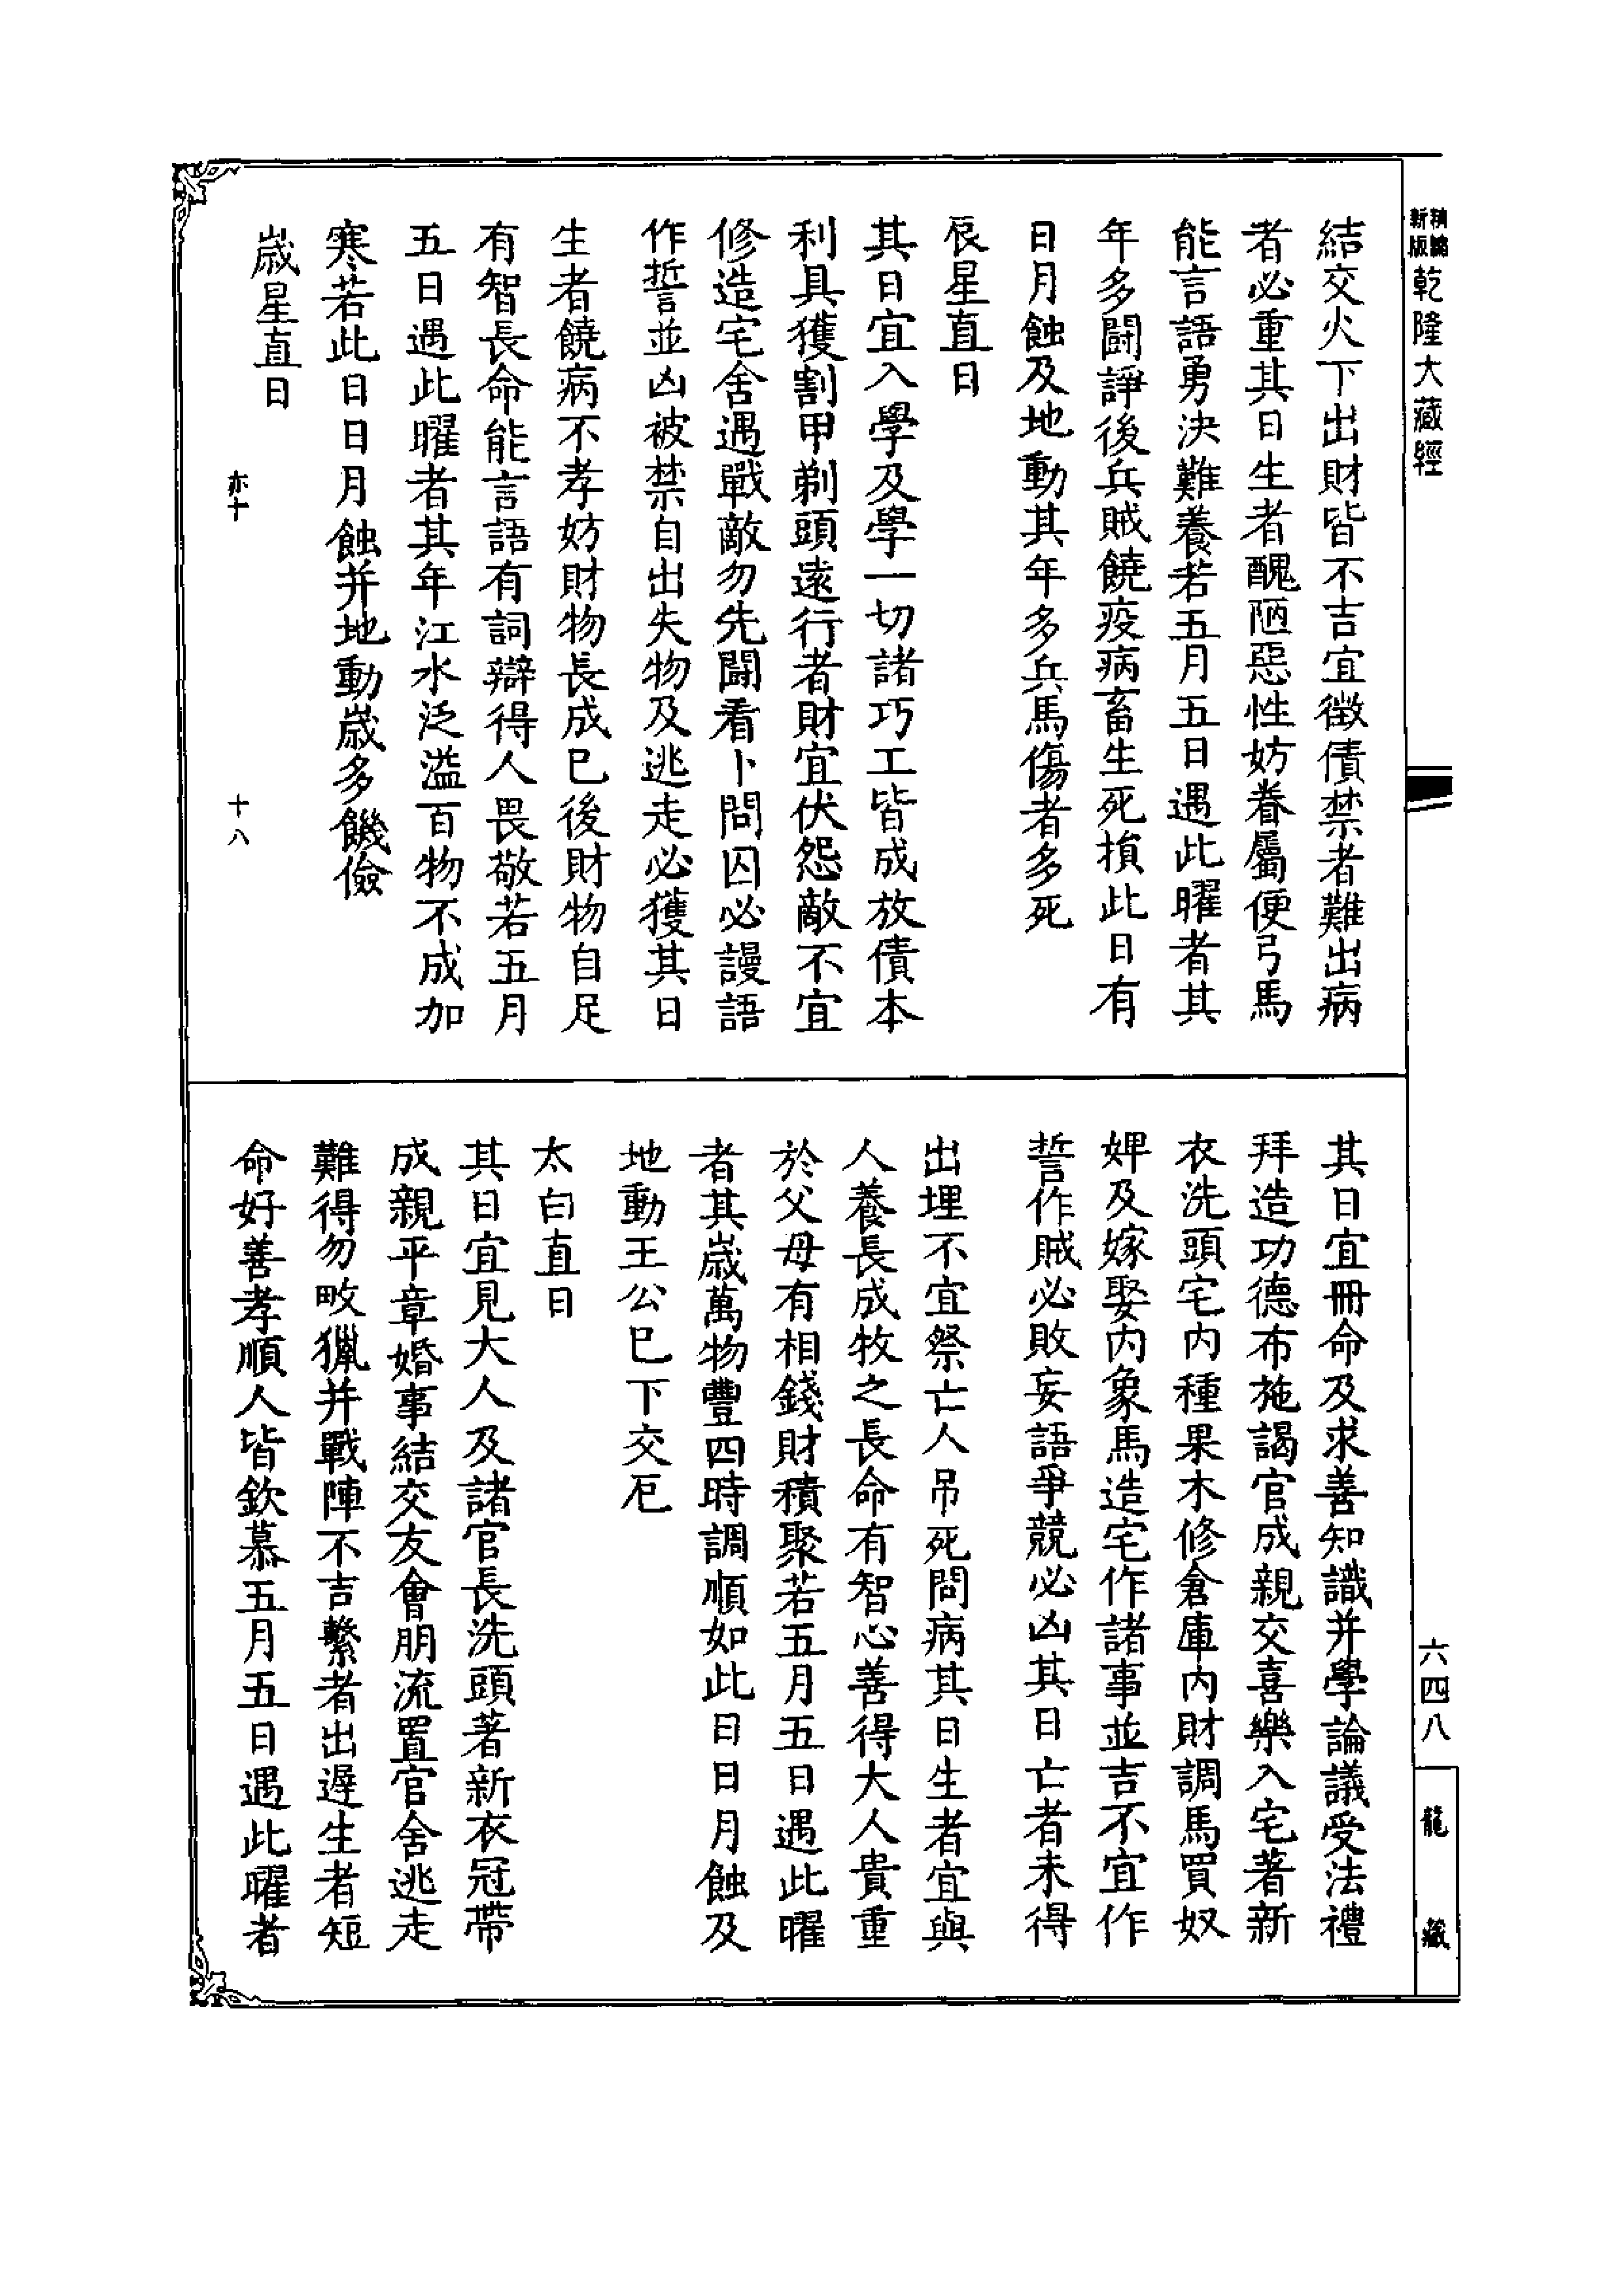 新編
新版
乾隆大藏經
結交火下出財皆不吉宜徴債禁者難出病
者必重其日生者醜陋惡性妨眷屬便弓馬
能言語勇決難養若五月五日遇此曜者其
年多鬪諍後兵賊饒疫病畜生死損此日有
日月蝕及地動其年多兵馬傷者多死
辰星直日
其日宜入學及學一切諸巧工皆成放債本
利具獲割甲剃頭遠行者財宜伏怨敵不宜
修造宅舍遇戰敵勿先鬪看卜問囚必謾語
作誓並凶被禁自出失物及逃走必獲其日
生者饒病不孝妨財物長成已後財物自足
有智長命能言語有詞辯得人畏敬若五月
五日遇此曜者其年江水泛溢百物不成加
寒若此日日月蝕并地動歲多饑儉
歲星直日
亦十
十八
其日宜冊命及求善知識并學論議受法禮
拜造功德布施謁官成親交喜樂入宅著新
衣洗頭宅內種果木修倉庫內財調馬買奴
婢及嫁娶內象馬造宅作諸事並吉不宜作
誓作賊必敗妄語爭競必凶其日亡者未得
出埋不宜祭亡人吊死問病其日生者宜與
人養長成牧之長命有智心善得大人貴重
於父母有相錢財積聚若五月五日遇此曜
者其歲萬物豐四時調順如此日日月蝕及
地動王公已下交厄
太白直日
其日宜見大人及諸官長洗頭著新衣冠帶
成親平章婚事結交友會朋流置官舍逃走
難得勿畋獵并戰陣不吉繫者出遲生者短
命好善孝順人皆欽慕五月五日遇此曜者
六四八
龍藏